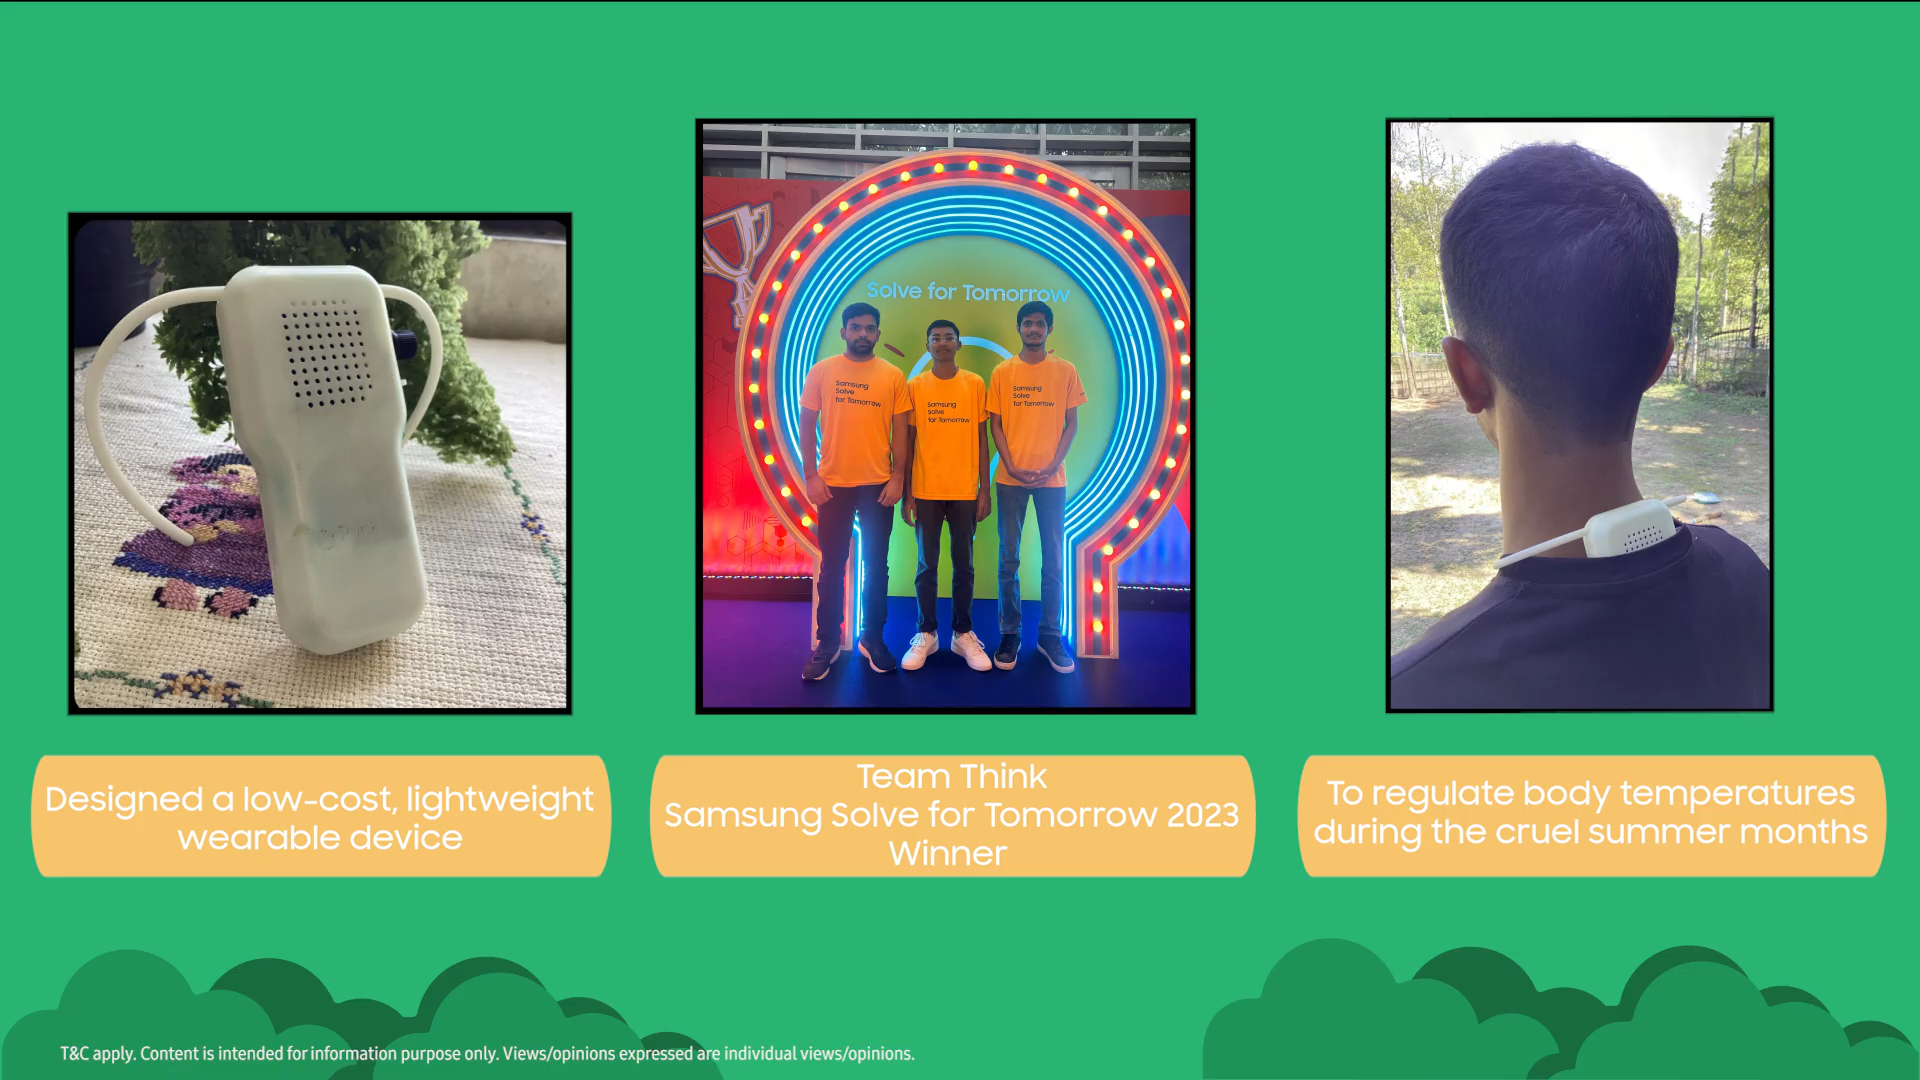 Solve for Tomorrow
Samsung
Solve
for Tomorrow
Samsung
Solve
for Tomorrow
Samsung
Solve
for Tomorrow
Think
Designed a low-cost, lightweight
wearable device
Team Think
Samsung Solve for Tomorrow 2023
Winner
To regulate body temperatures
during the cruel summer months
T&C apply. Content is intended for information purpose only. Views/opinions expressed are individual views/opinions.